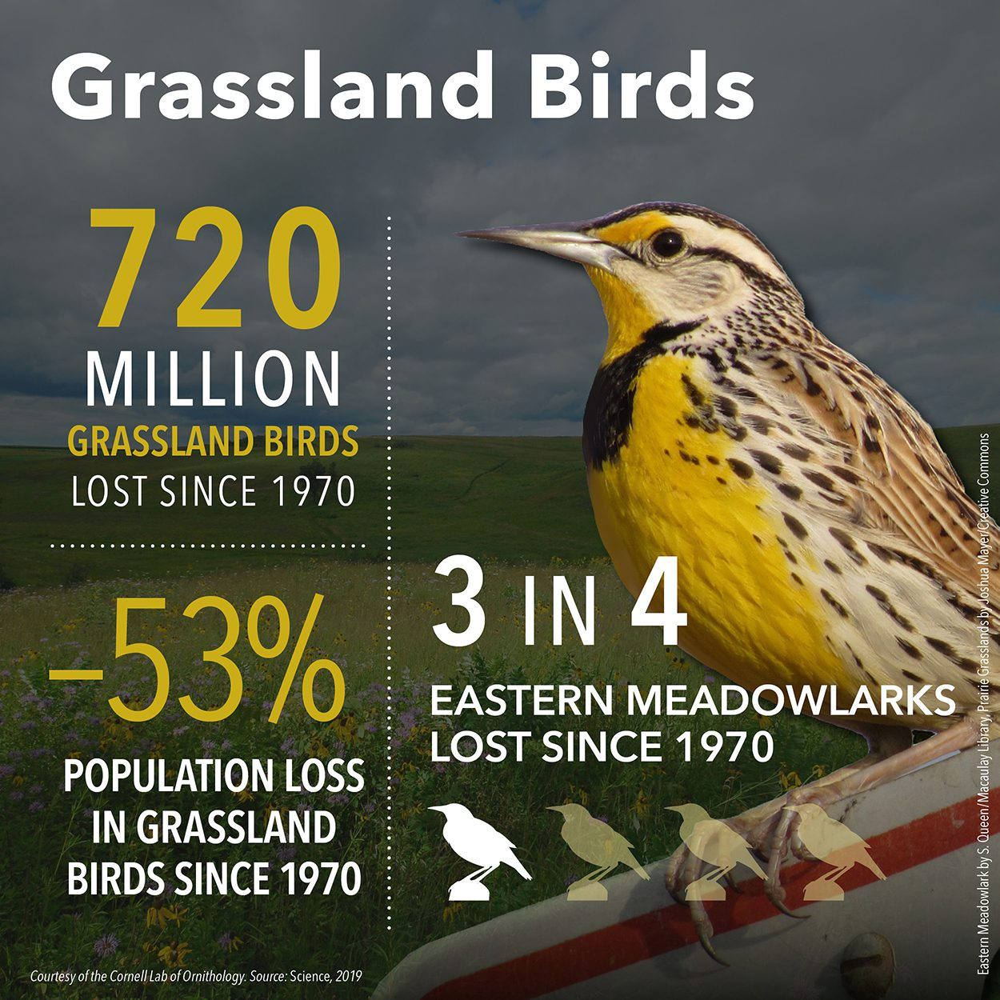 Grassland Birds
720
MILLION
GRASSLAND BIRDS
LOST SINCE 1970
–53%
POPULATION LOSS
IN GRASSLAND
BIRDS SINCE 1970
3 IN 4
EASTERN MEADOWLARKS
LOST SINCE 1970
Courtesy of the Cornell Lab of Ornithology. Source: Science, 2019
Eastern Meadowlark by S. Queen/Macaulay Library, Prairie Grasslands by Joshua Mayer/Creative Commons